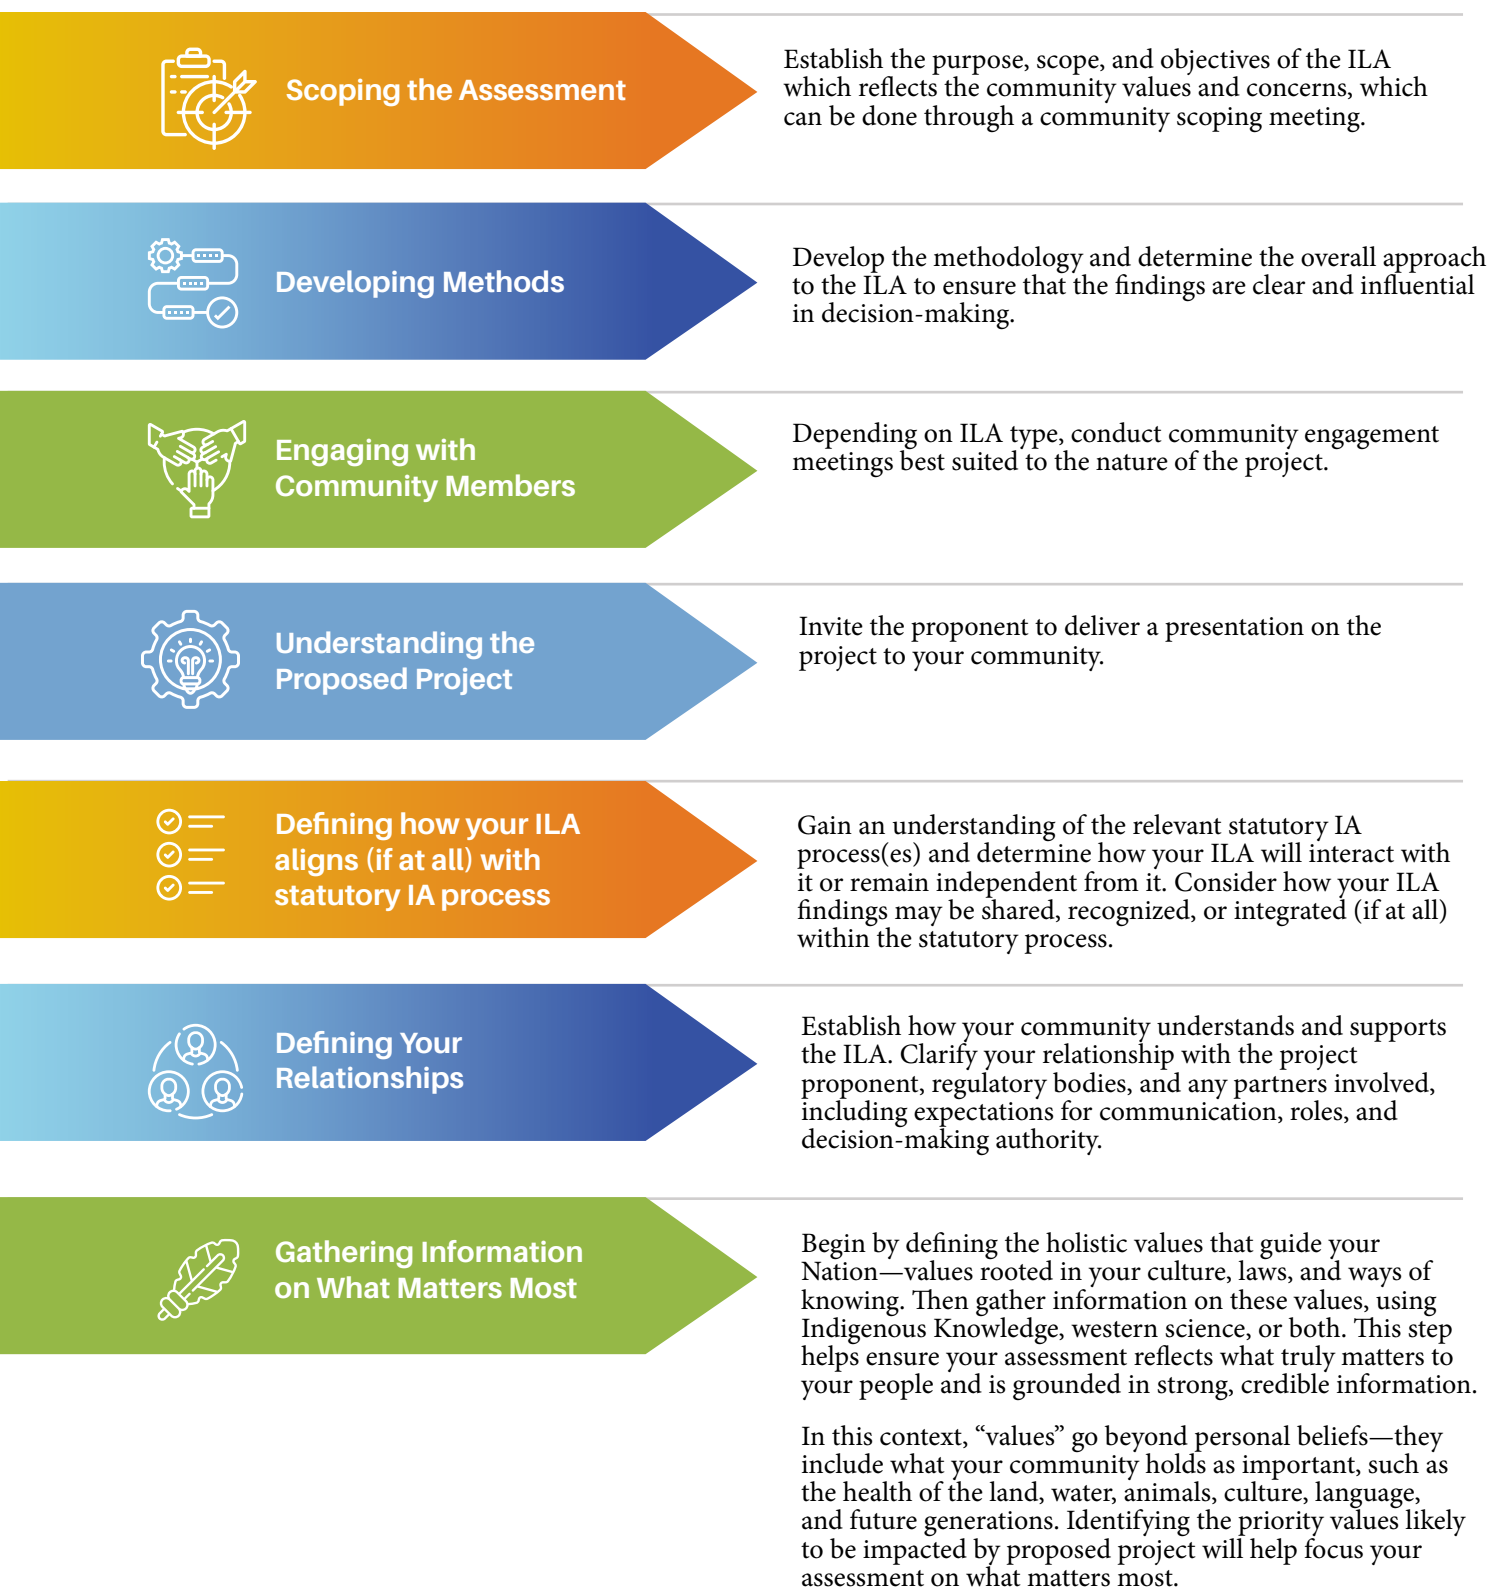 Scoping the Assessment
Establish the purpose, scope, and objectives of the ILA
which reflects the community values and concerns, which
can be done through a community scoping meeting.
Developing Methods
Develop the methodology and determine the overall approach
to the ILA to ensure that the findings are clear and influential
in decision-making.
Engaging with
Community Members
Depending on ILA type, conduct community engagement
meetings best suited to the nature of the project.
Understanding the
Proposed Project
Invite the proponent to deliver a presentation on the
project to your community.
Defining how your ILA
aligns (if at all) with
statutory IA process
Gain an understanding of the relevant statutory IA
process(es) and determine how your ILA will interact with
it or remain independent from it. Consider how your ILA
findings may be shared, recognized, or integrated (if at all)
within the statutory process.
Defining Your
Relationships
Establish how your community understands and supports
the ILA. Clarify your relationship with the project
proponent, regulatory bodies, and any partners involved,
including expectations for communication, roles, and
decision-making authority.
Gathering Information
on What Matters Most
Begin by defining the holistic values that guide your
Nation—values rooted in your culture, laws, and ways of
knowing. Then gather information on these values, using
Indigenous Knowledge, western science, or both. This step
helps ensure your assessment reflects what truly matters to
your people and is grounded in strong, credible information.
In this context, “values” go beyond personal beliefs—they
include what your community holds as important, such as
the health of the land, water, animals, culture, language,
and future generations. Identifying the priority values likely
to be impacted by proposed project will help focus your
assessment on what matters most.